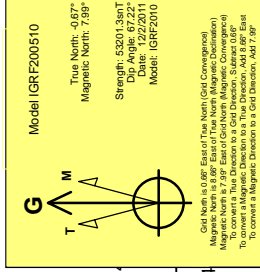 Model IGRF200510
True North: -0.67°
Magnetic North: 7.99°
Strength: 53201.3snT
Dip Angle: 67.22°
Date: 12/2/2011
Model: IGRF2010
T
G
M
Grid North is 0.66° East of True North (Grid Convergence)
Magnetic North is 8.66° East of True North (Magnetic Declination)
Magnetic North is 7.99° East of Grid North (Magnetic Convergence)
To convert a True Direction to a Grid Direction, Subtract 0.66°
To convert a Magnetic Direction to a True Direction, Add 8.66° East
To convert a Magnetic Direction to a Grid Direction, Add 7.99°